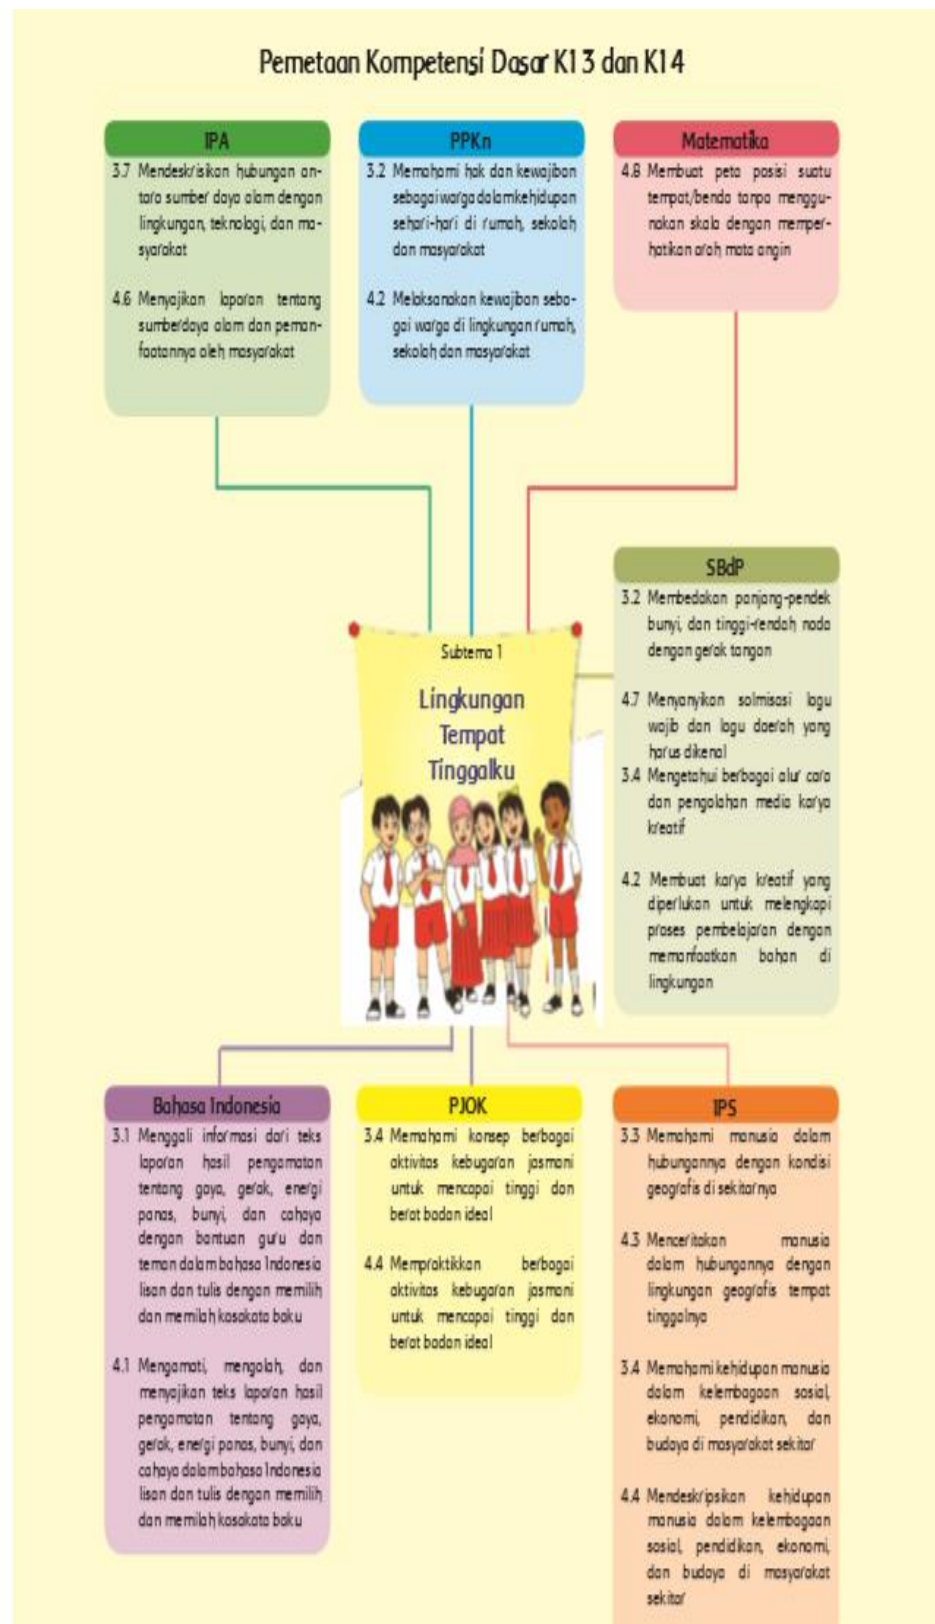 Pemetaan Kompetensi Dasar K13 dan K14
IPA
3.7 Mendeskrisikan hubungan an-
tara sumber daya alam dengan
lingkungan, teknologi, dan ma-
syarakat
4.6 Menyajikan laporan tentang
sumberdaya alam dan peman-
faatannya oleh masyarakat
PPKn
3.2 Memahami hak dan kewajiban
sebagai warga dalam kehidupan
sehari-hari di rumah, sekolah
dan masyarakat
4.2 Melaksanakan kewajiban seba-
gai warga di lingkungan rumah,
sekolah dan masyarakat
Matematika
4.8 Membuat peta posisi suatu
tempat/benda tanpa menggu-
nakan skala dengan memper-
hatikan arah mata angin
SBdP
3.2 Membedakan panjang-pendek
bunyi, dan tinggi-rendah nada
dengan gerak tangan
4.7 Menyanyikan solmisasi lagu
wajib dan lagu daerah yang
harus dikenal
3.4 Mengetahui berbagai alur cara
dan pengolahan media karya
kreatif
4.2 Membuat karya kreatif yang
diperlukan untuk melengkapi
proses pembelajaran dengan
memanfaatkan bahan di
lingkungan
Subtema 1
Lingkungan
Tempat
Tinggalku
Bahasa Indonesia
3.1 Menggali informasi dari teks
laporan hasil pengamatan
tentang gaya, gerak, energi
panas, bunyi, dan cahaya
dengan bantuan guru dan
teman dalam bahasa Indonesia
lisan dan tulis dengan memilih
dan memilah kosakata baku
4.1 Mengamati, mengolah, dan
menyajikan teks laporan hasil
pengamatan tentang gaya,
gerak, energi panas, bunyi, dan
cahaya dalam bahasa Indonesia
lisan dan tulis dengan memilih
dan memilah kosakata baku
PJOK
3.4 Memahami konsep berbagai
aktivitas kebugaran jasmani
untuk mencapai tinggi dan
berat badan ideal
4.4 Mempraktikkan berbagai
aktivitas kebugaran jasmani
untuk mencapai tinggi dan
berat badan ideal
IPS
3.3 Memahami manusia dalam
hubungannya dengan kondisi
geografis di sekitarnya
4.3 Menceritakan manusia
dalam hubungannya dengan
lingkungan geografis tempat
tinggalnya
3.4 Memahami kehidupan manusia
dalam kelembagaan sosial,
ekonomi, pendidikan, dan
budaya di masyarakat sekitar
4.4 Mendeskripsikan kehidupan
manusia dalam kelembagaan
sosial, pendidikan, ekonomi,
dan budaya di masyarakat
sekitar